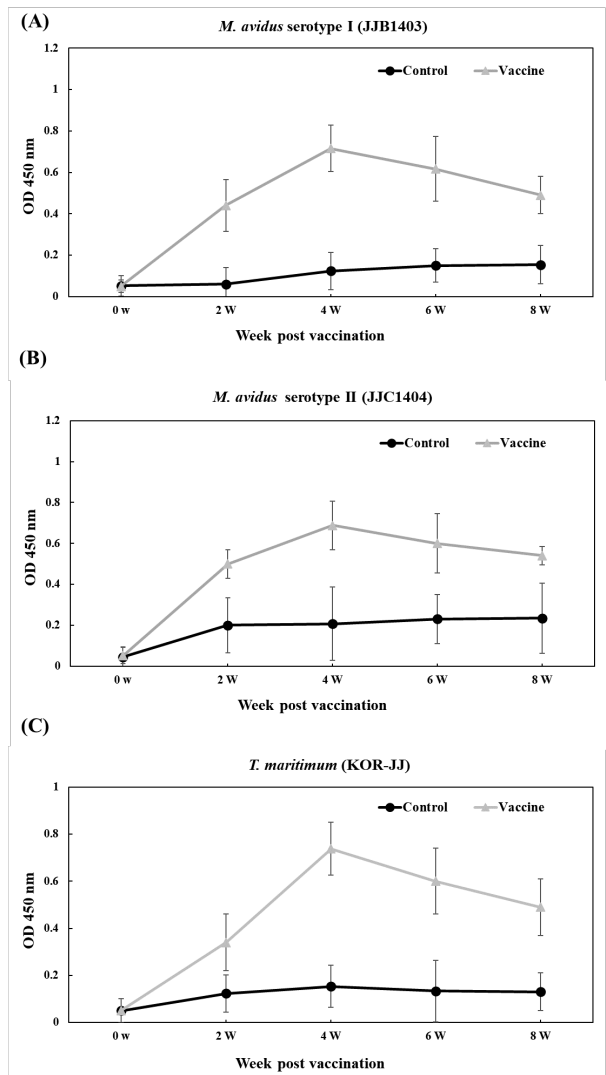 (A)
M. avidus serotype I (JJB1403)
1.2
Control Vaccine
1
0.8
0.6
0.4
0.2
0
OD 450 nm
0 w 2 W 4 W 6 W 8 W
Week post vaccination
(B)
M. avidus serotype II (JJC1404)
1.2
Control Vaccine
1
0.8
0.6
0.4
0.2
0
OD 450 nm
0 w 2 W 4 W 6 W 8 W
Week post vaccination
(C)
T. maritimum (KOR-JJ)
1
Control Vaccine
0.8
0.6
0.4
0.2
0
OD 450 nm
0 w 2 W 4 W 6 W 8 W
Week post vaccination